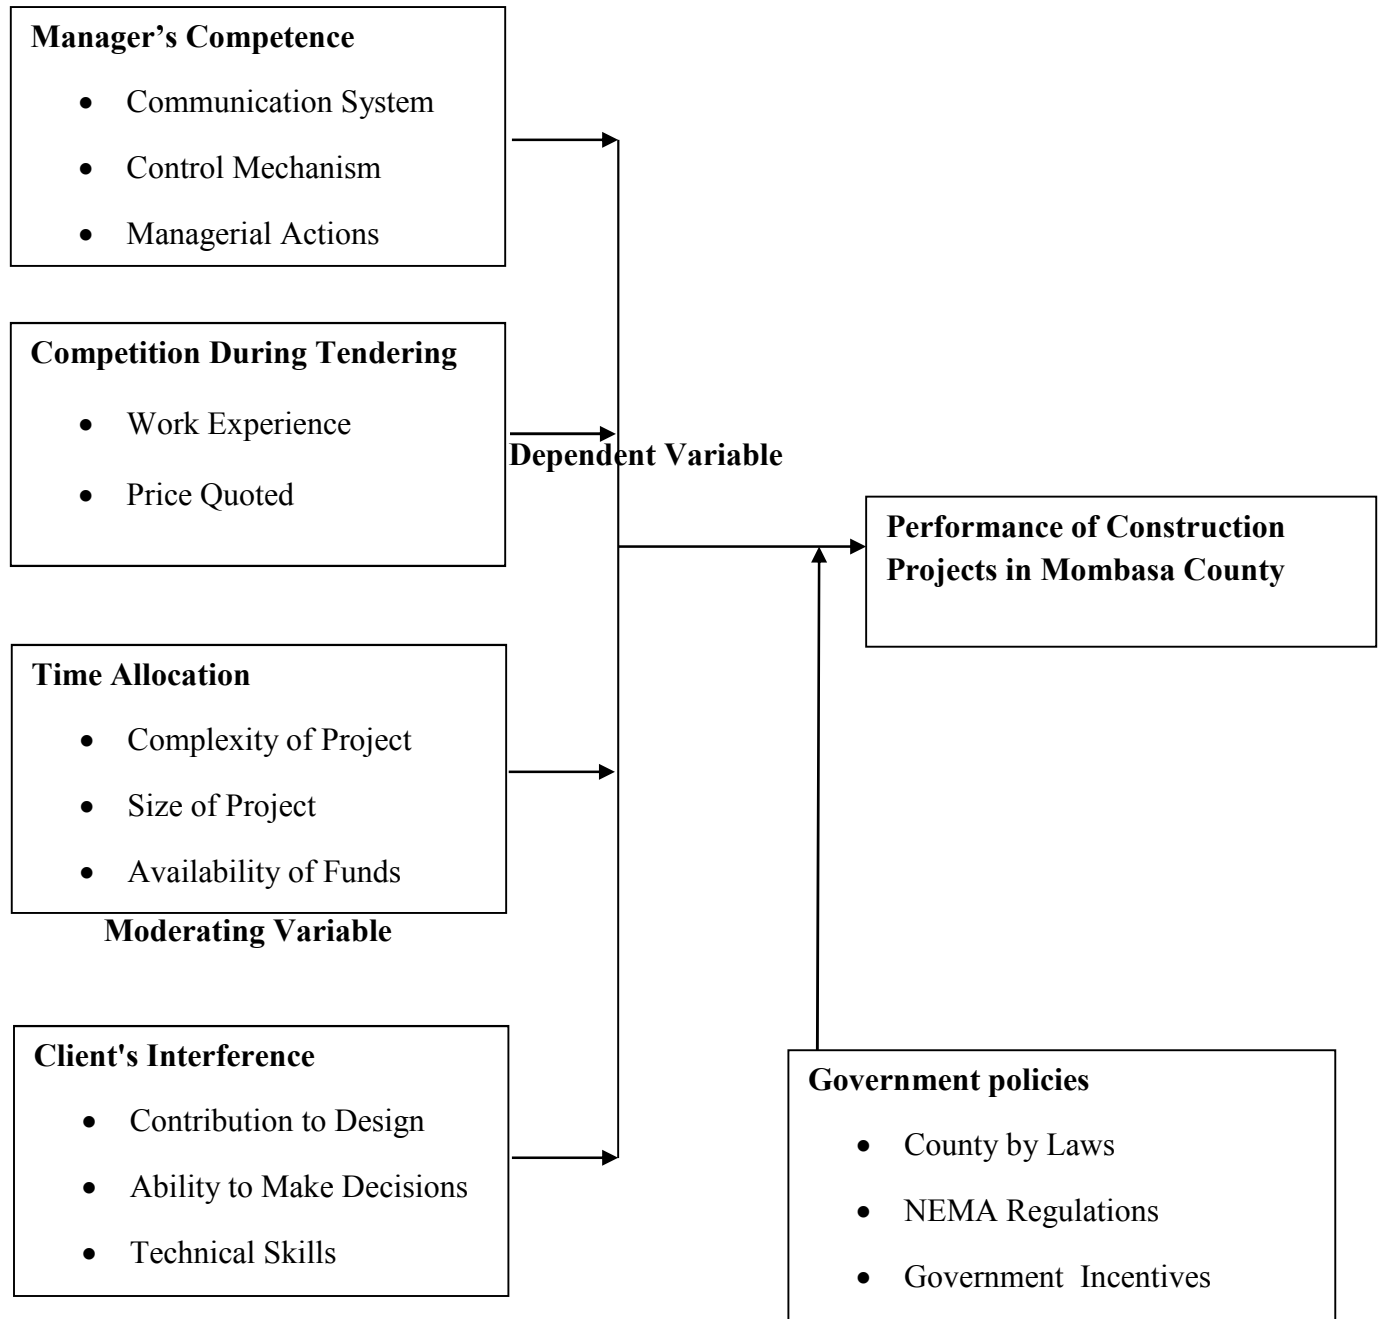 Manager’s Competence
• Communication System
• Control Mechanism
• Managerial Actions
Competition During Tendering
• Work Experience
• Price Quoted
Dependent Variable
Performance of Construction
Projects in Mombasa County
Time Allocation
• Complexity of Project
• Size of Project
• Availability of Funds
Moderating Variable
Client's Interference
• Contribution to Design
• Ability to Make Decisions
• Technical Skills
Government policies
• County by Laws
• NEMA Regulations
• Government  Incentives